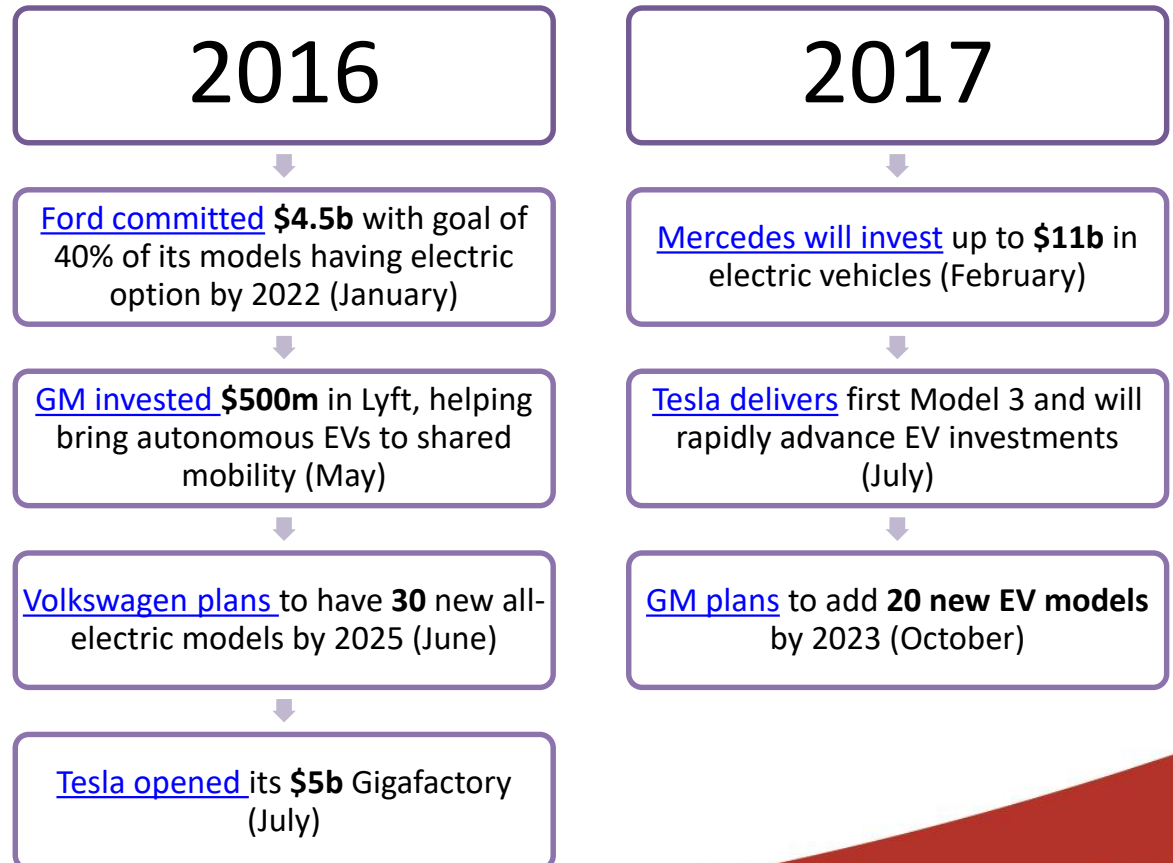 2016
Ford committed $4.5b with goal of
40% of its models having electric
option by 2022 (January)
GM invested $500m in Lyft, helping
bring autonomous EVs to shared
mobility (May)
Volkswagen plans to have 30 new all-
electric models by 2025 (June)
Tesla opened its $5b Gigafactory
(July)
2017
Mercedes will invest up to $11b in
electric vehicles (February)
Tesla delivers first Model 3 and will
rapidly advance EV investments
(July)
GM plans to add 20 new EV models
by 2023 (October)